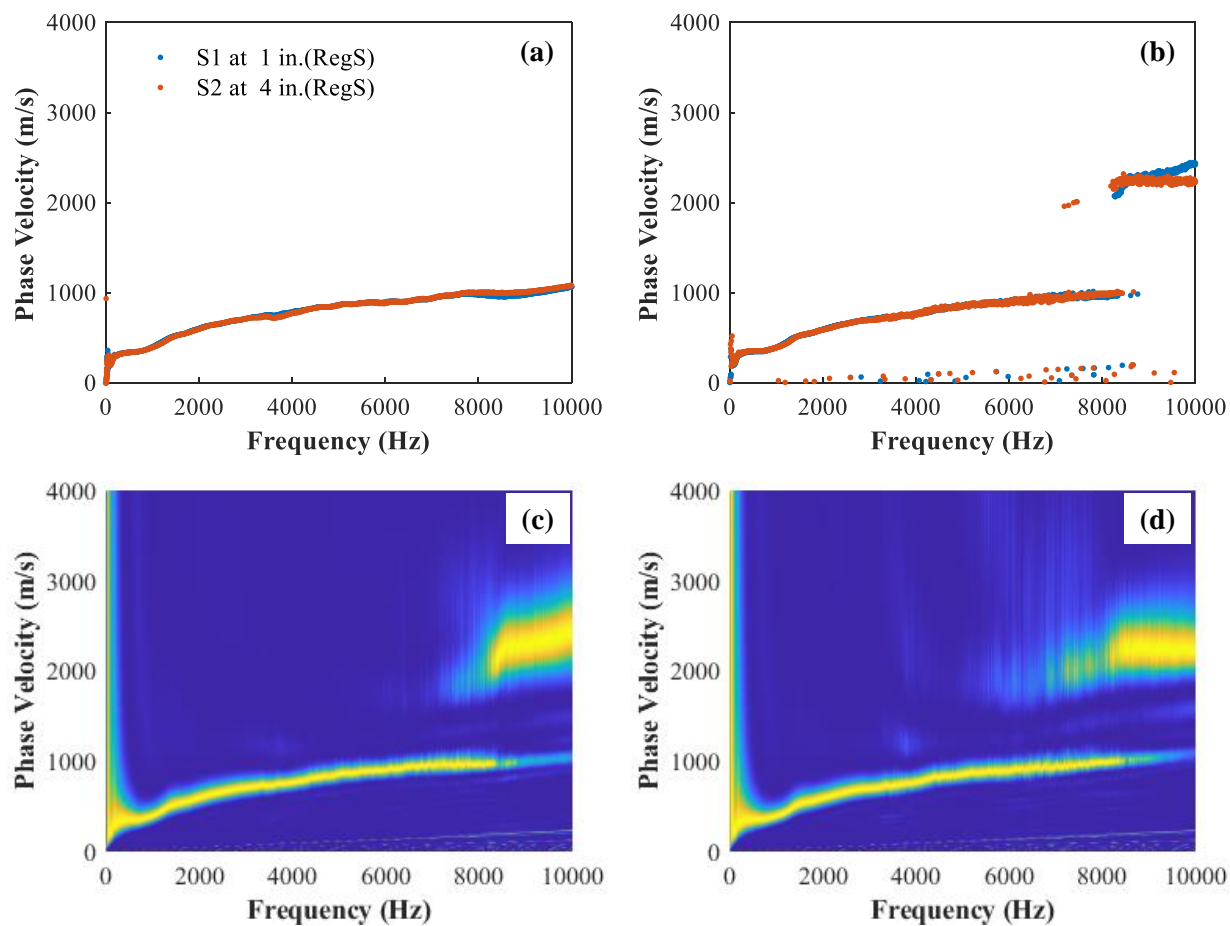 (a)
S1 at 1 in.(RegS)
S2 at 4 in.(RegS)
Phase Velocity (m/s)
4000
3000
2000
1000
0
0 2000 4000 6000 8000 10000
Frequency (Hz)
(b)
Phase Velocity (m/s)
4000
3000
2000
1000
0
0 2000 4000 6000 8000 10000
Frequency (Hz)
(c)
Phase Velocity (m/s)
4000
3000
2000
1000
0
0 2000 4000 6000 8000 10000
Frequency (Hz)
(d)
Phase Velocity (m/s)
4000
3000
2000
1000
0
0 2000 4000 6000 8000 10000
Frequency (Hz)